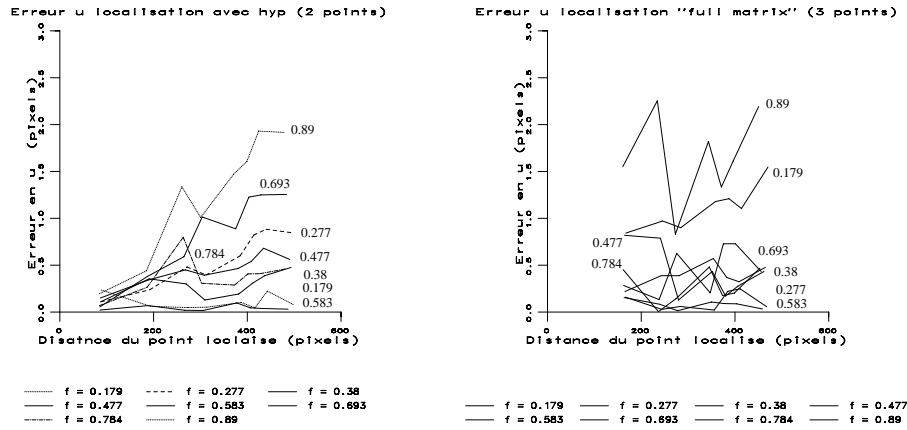 Erreur u localisation avec hyp (2 points)
Erreur en u (pixels)
3.0
2.5
2.0
1.5
1.0
0.5
0.0
0.89
0.693
0.277
0.784
0.477
0.38
0.179
0.583
0
200
400
600
Disatnce du point loclaise (pixels)
f = 0.179
f = 0.277
f = 0.38
f = 0.477
f = 0.583
f = 0.693
f = 0.784
f = 0.89
Erreur u localisation "full matrix" (3 points)
Erreur en u (pixels)
3.0
2.5
2.0
1.5
1.0
0.5
0.0
0.89
0.179
0.477
0.693
0.784
0.38
0.277
0.583
0
200
400
600
Distance du point localise (pixels)
f = 0.179
f = 0.277
f = 0.38
f = 0.477
f = 0.583
f = 0.693
f = 0.784
f = 0.89